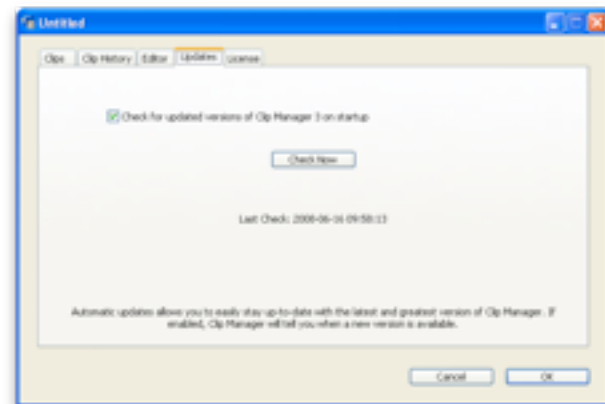 Untitled
Clips Clip History Editor Updates License
Check for updated versions of Clip Manager 3 on startup
Check Now
Last Check: 2008-06-16 09:58:13
Automatic updates allows you to easily stay up-to-date with the latest and greatest version of Clip Manager. If
enabled, Clip Manager will tell you when a new version is available.
Cancel OK